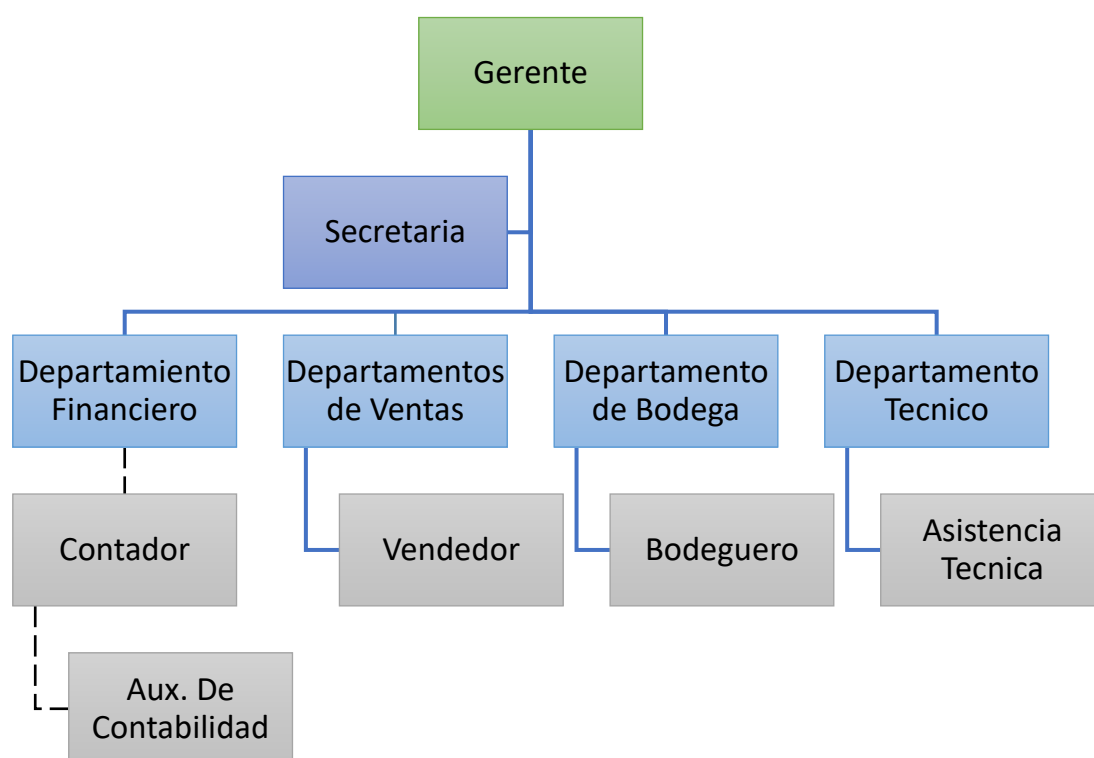 Gerente
Secretaria
Departamiento
Financiero
Departamentos
de Ventas
Departamento
de Bodega
Departamento
Tecnico
Contador
Vendedor
Bodeguero
Asistencia
Tecnica
Aux. De
Contabilidad